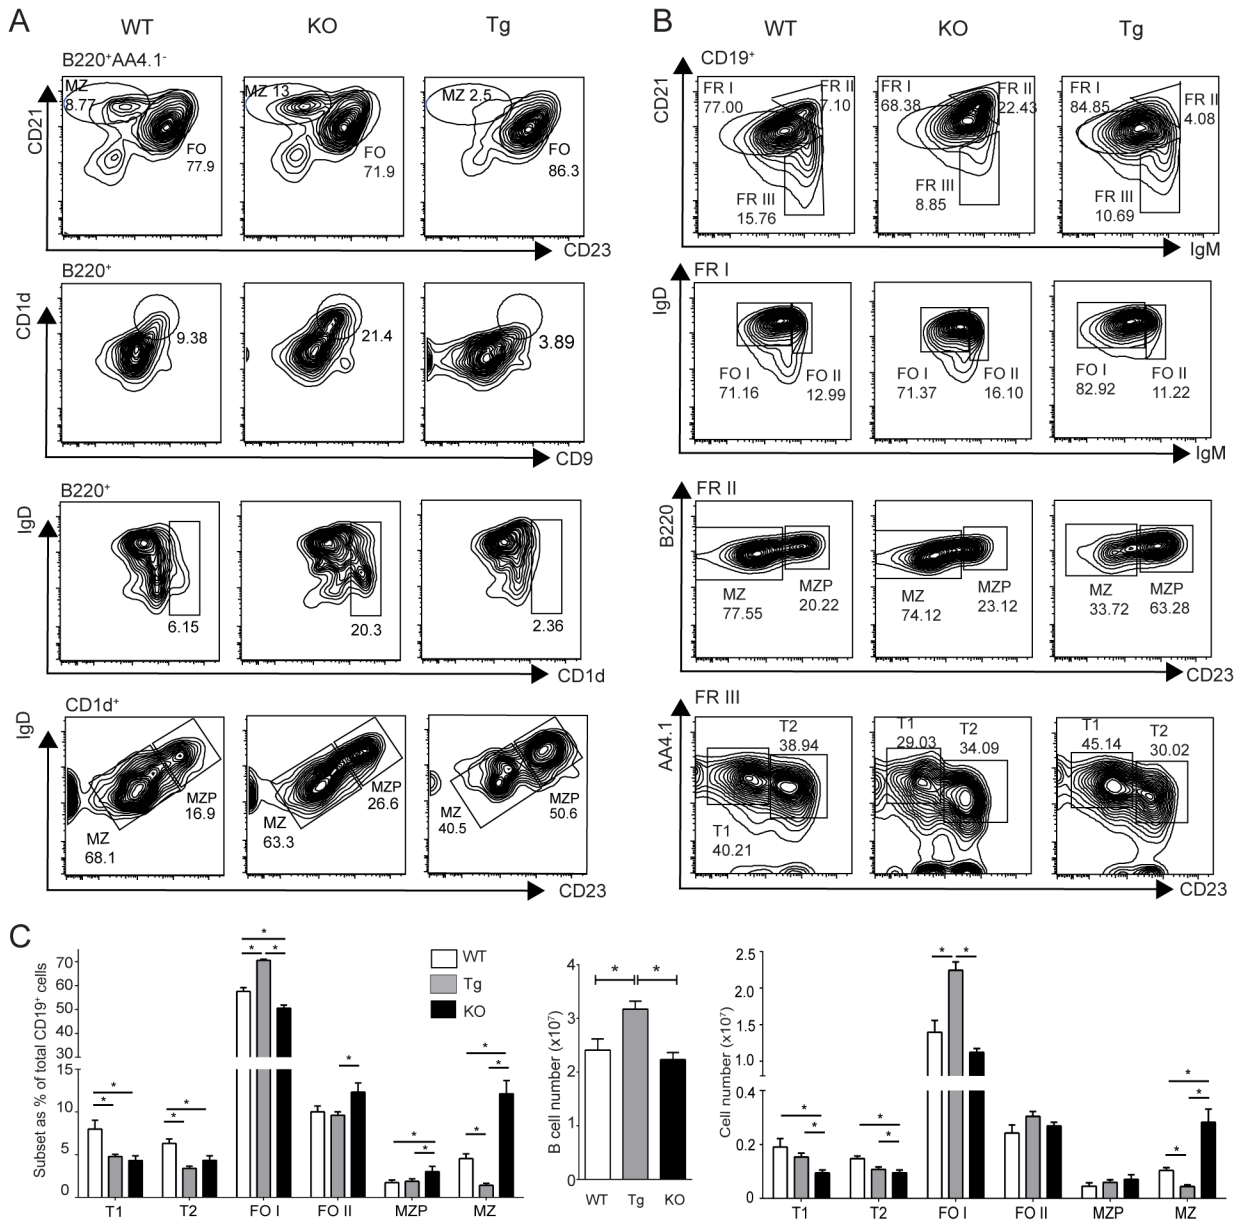 A
WT
KO
Tg
B220⁺AA4.1⁻
CD21
MZ
8.77
FO
77.9
MZ 13
FO
71.9
MZ 2.5
FO
86.3
CD23
B220⁺
CD1d
9.38
21.4
3.89
CD9
B220⁺
IgD
6.15
20.3
2.36
CD1d
CD1d⁺
IgD
MZ
68.1
MZP
16.9
MZ
63.3
MZP
26.6
MZ
40.5
MZP
50.6
CD23
B
WT
KO
Tg
CD19⁺
CD21
FR I
77.00
FR II
7.10
FR III
15.76
FR I
68.38
FR II
22.43
FR III
8.85
FR I
84.85
FR II
4.08
FR III
10.69
IgM
FR I
IgD
FO I
71.16
FO II
12.99
FO I
71.37
FO II
16.10
FO I
82.92
FO II
11.22
IgM
FR II
B220
MZ
77.55
MZP
20.22
MZ
74.12
MZP
23.12
MZ
33.72
MZP
63.28
CD23
FR III
AA4.1
T2
38.94
T1
40.21
T1
29.03
T2
34.09
T1
45.14
T2
30.02
CD23
C
Subset as % of total CD19⁺ cells
70
60
50
40
30
15
10
5
0
* * *
* *
* *
*
* *
* * *
T1 T2 FO I FO II MZP MZ
WT
Tg
KO
B cell number (x10⁷)
4
3
2
1
0
* *
WT Tg KO
Cell number (x10⁷)
2.5
2.0
1.5
1.0
0.4
0.2
0
* *
* *
* *
* * *
T1 T2 FO I FO II MZP MZ